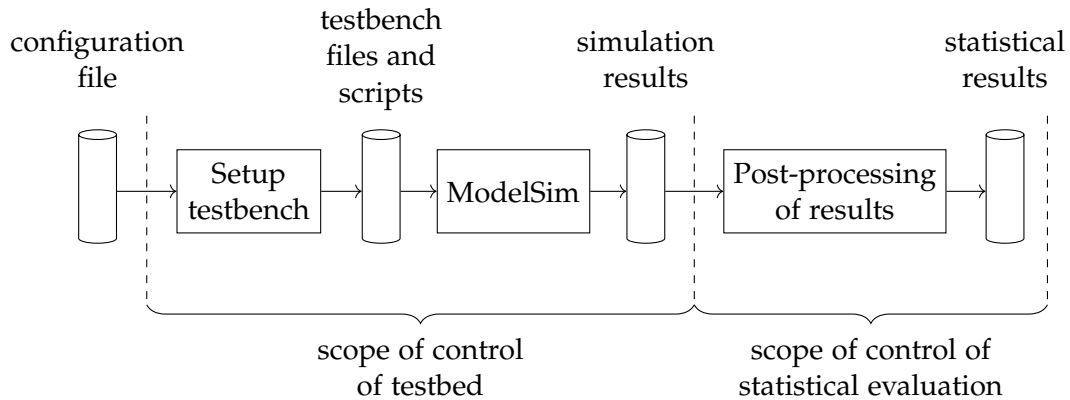 configuration
file
testbench
files and
scripts
simulation
results
statistical
results
Setup
testbench
ModelSim
Post-processing
of results
scope of control
of testbed
scope of control of
statistical evaluation